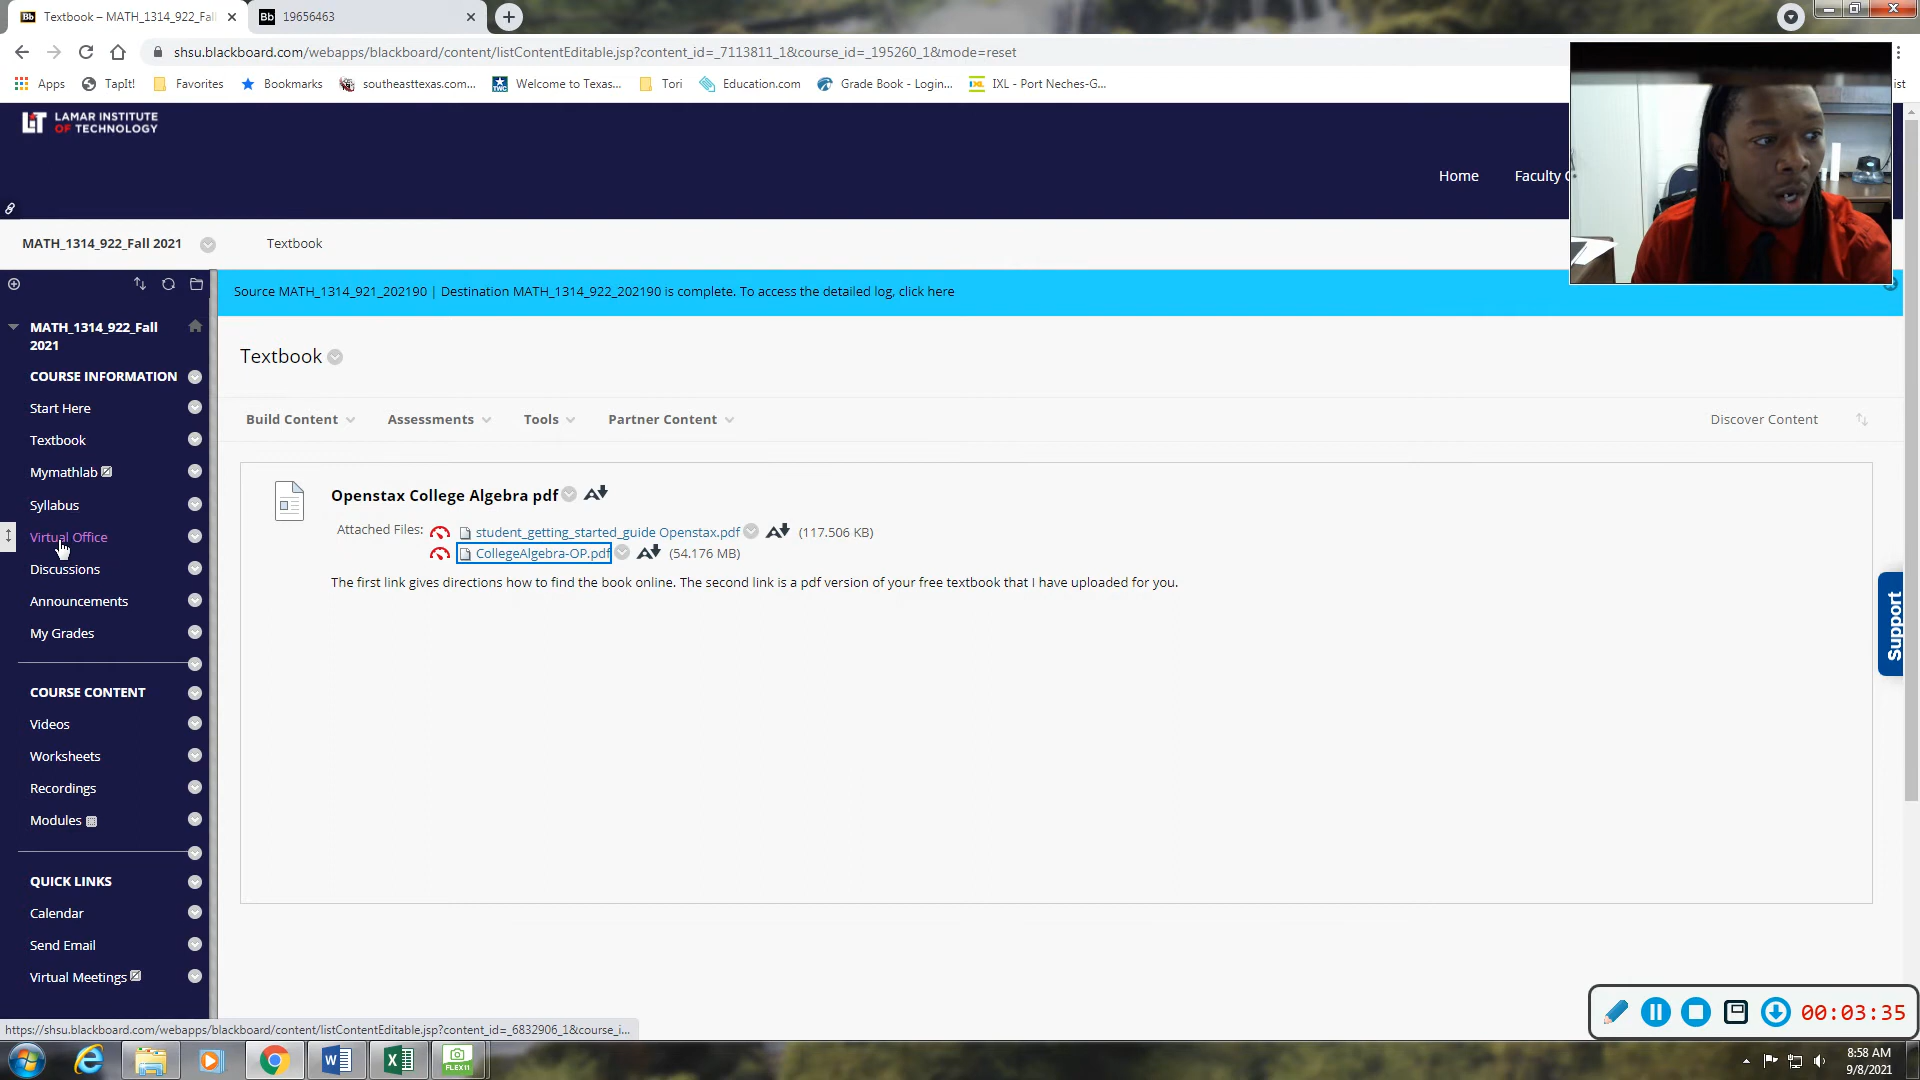 Textbook – MATH_1314_922_Fall
19656463
shsu.blackboard.com/webapps/blackboard/content/listContentEditable.jsp?content_id=_7113811_1&course_id=_195260_1&mode=reset
Apps TapIt! Favorites Bookmarks southeasttexas.com... Welcome to Texas... Tori Education.com Grade Book - Login... IXL - Port Neches-G... ist
LIT LAMAR INSTITUTE
OF TECHNOLOGY
Home Faculty
MATH_1314_922_Fall 2021 Textbook
Source MATH_1314_921_202190 | Destination MATH_1314_922_202190 is complete. To access the detailed log, click here
MATH_1314_922_Fall
2021
COURSE INFORMATION
Start Here
Textbook
Mymathlab
Syllabus
Virtual Office
Discussions
Announcements
My Grades
COURSE CONTENT
Videos
Worksheets
Recordings
Modules
QUICK LINKS
Calendar
Send Email
Virtual Meetings
Textbook
Build Content Assessments Tools Partner Content Discover Content
Openstax College Algebra pdf
Attached Files: student_getting_started_guide Openstax.pdf (117.506 KB)
CollegeAlgebra-OP.pdf (54.176 MB)
The first link gives directions how to find the book online. The second link is a pdf version of your free textbook that I have uploaded for you.
Support
00:03:35
https://shsu.blackboard.com/webapps/blackboard/content/listContentEditable.jsp?content_id=_6832906_1&course_i...
FLEX11
8:58 AM
9/8/2021